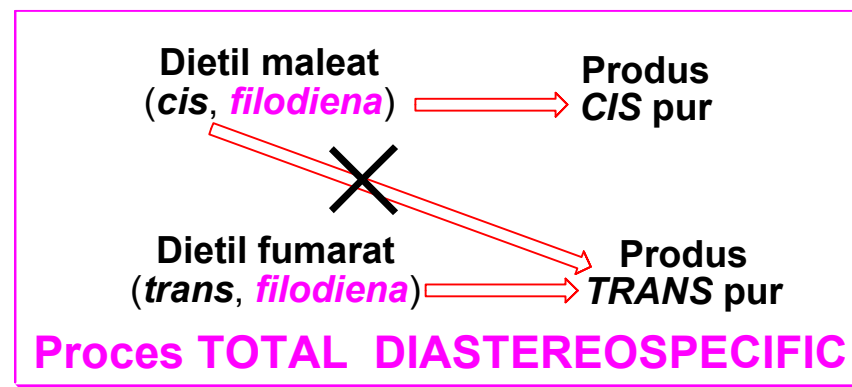 Dietil maleat
(cis, filodiena)
Produs
CIS pur
Dietil fumarat
(trans, filodiena)
Produs
TRANS pur
Proces TOTAL DIASTEREOSPECIFIC